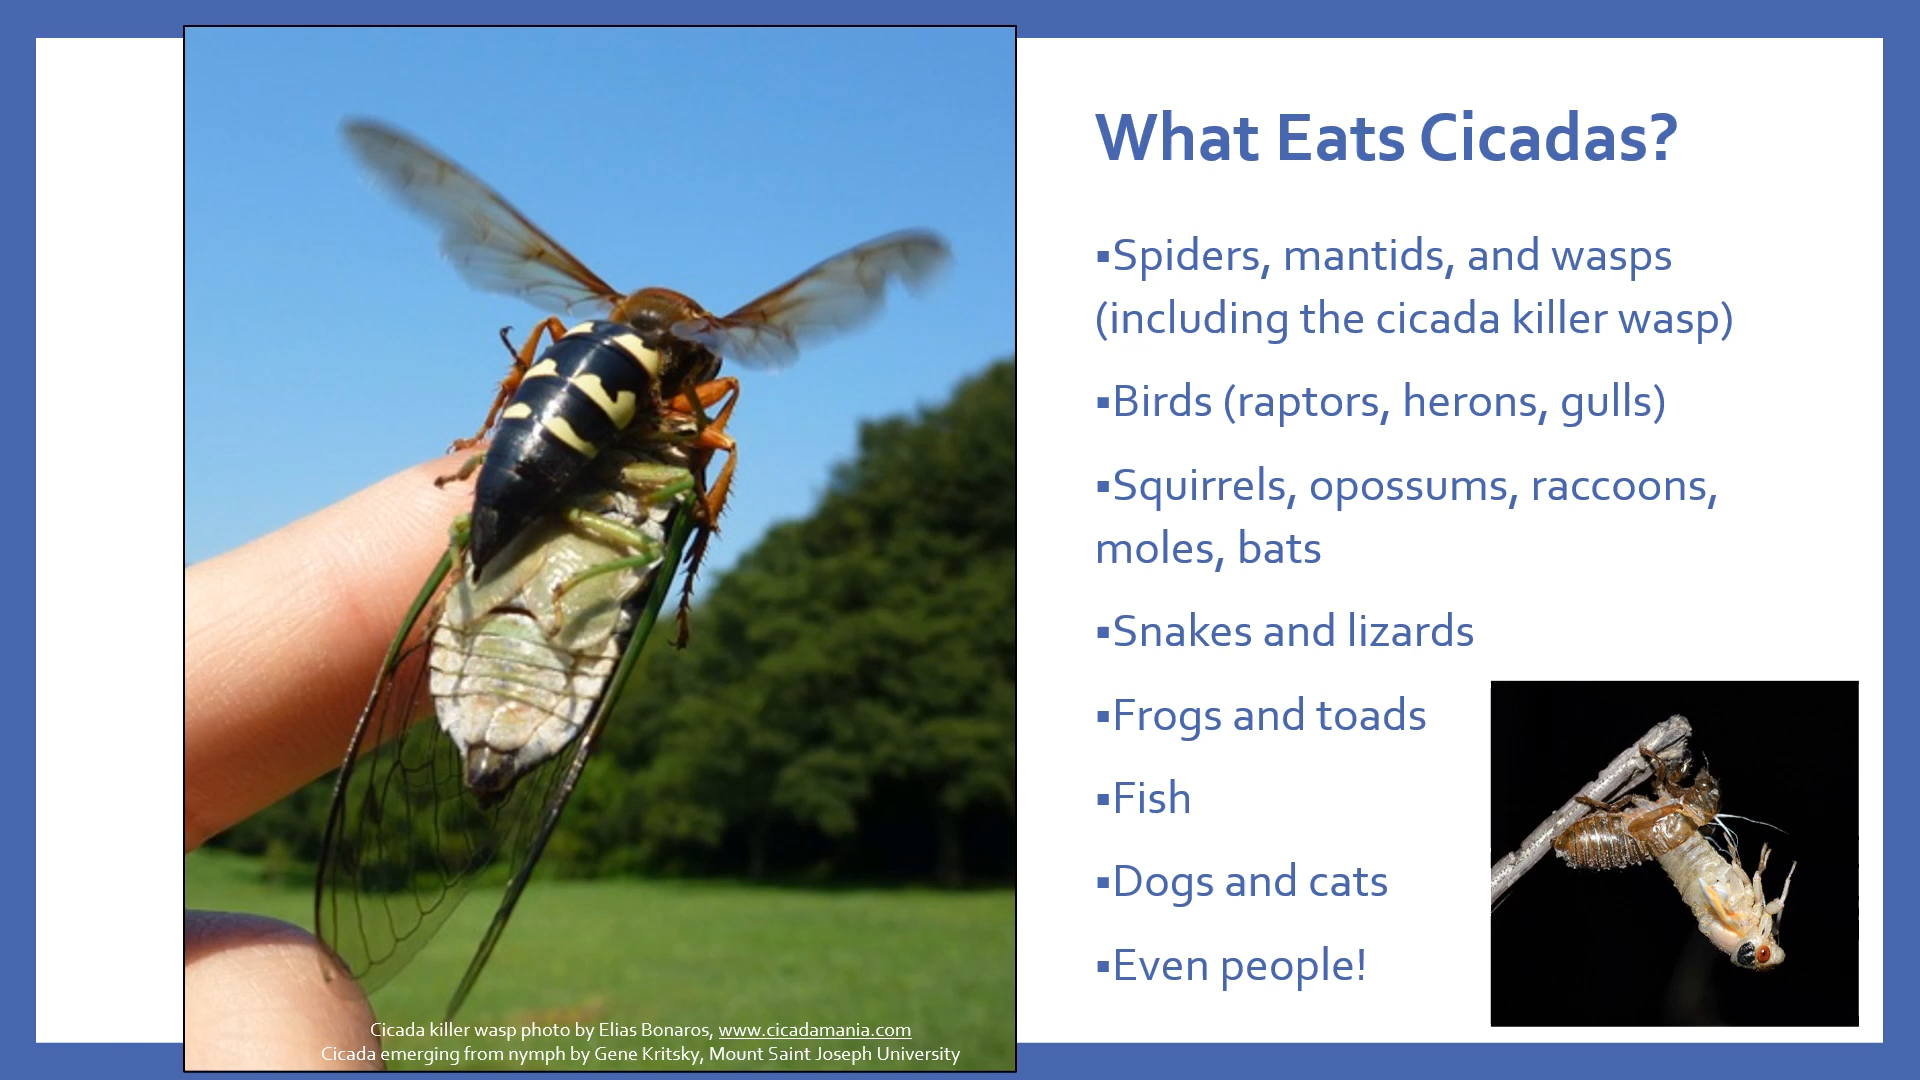 What Eats Cicadas?
▪Spiders, mantids, and wasps
(including the cicada killer wasp)
▪Birds (raptors, herons, gulls)
▪Squirrels, opossums, raccoons,
moles, bats
▪Snakes and lizards
▪Frogs and toads
▪Fish
▪Dogs and cats
▪Even people!
Cicada killer wasp photo by Elias Bonaros, www.cicadamania.com
Cicada emerging from nymph by Gene Kritsky, Mount Saint Joseph University